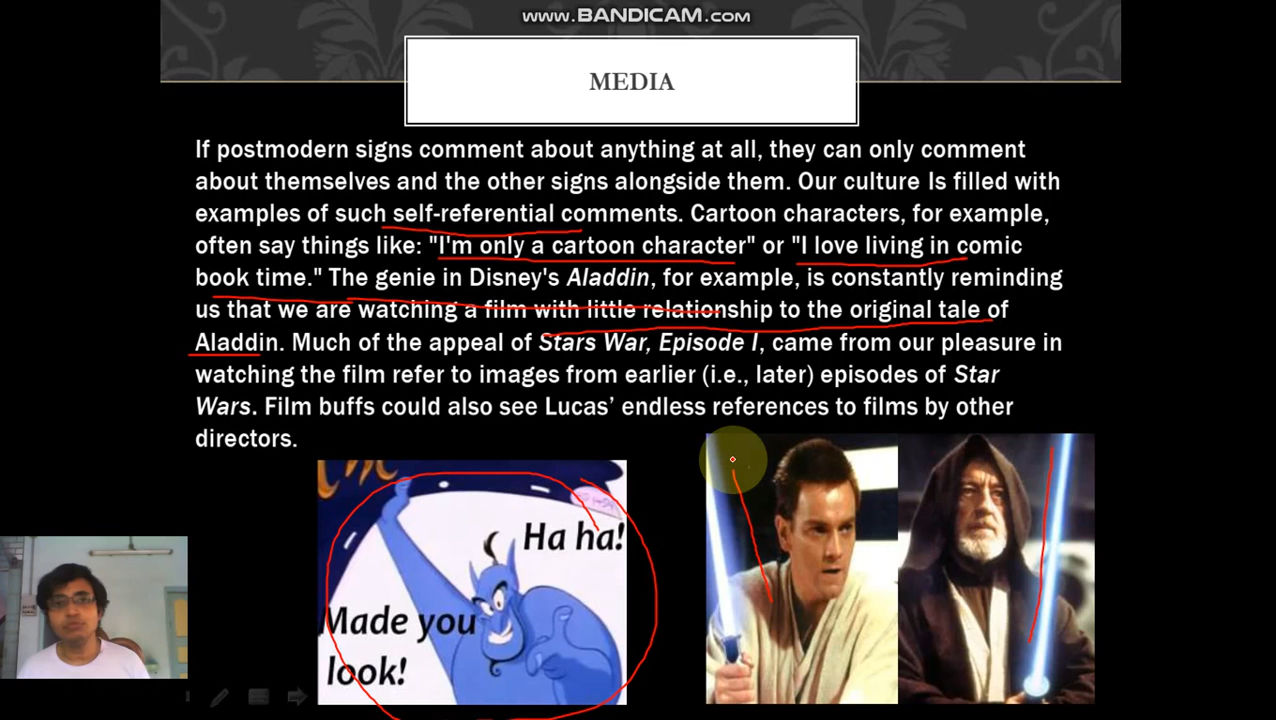 www.BANDICAM.com
MEDIA
If postmodern signs comment about anything at all, they can only comment
about themselves and the other signs alongside them. Our culture Is filled with
examples of such self-referential comments. Cartoon characters, for example,
often say things like: "I'm only a cartoon character" or "I love living in comic
book time." The genie in Disney's Aladdin, for example, is constantly reminding
us that we are watching a film with little relationship to the original tale of
Aladdin. Much of the appeal of Stars War, Episode I, came from our pleasure in
watching the film refer to images from earlier (i.e., later) episodes of Star
Wars. Film buffs could also see Lucas’ endless references to films by other
directors.
Ha ha!
Made you
look!